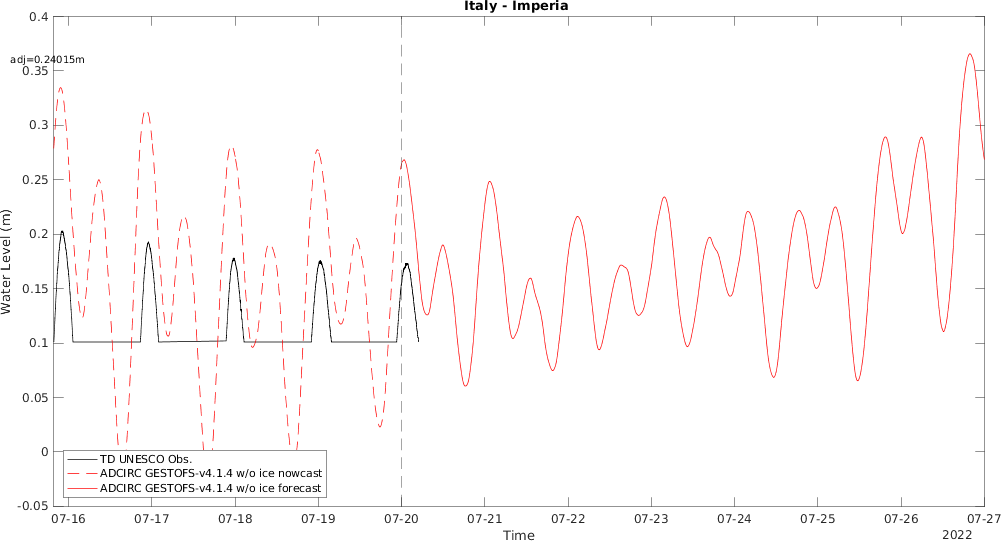 Italy - Imperia
adj=0.24015m
0.4
0.35
0.3
0.25
0.2
0.15
0.1
0.05
0
-0.05
Water Level (m)
TD UNESCO Obs.
ADCIRC GESTOFS-v4.1.4 w/o ice nowcast
ADCIRC GESTOFS-v4.1.4 w/o ice forecast
07-16 07-17 07-18 07-19 07-20 07-21 07-22 07-23 07-24 07-25 07-26 07-27
Time
2022